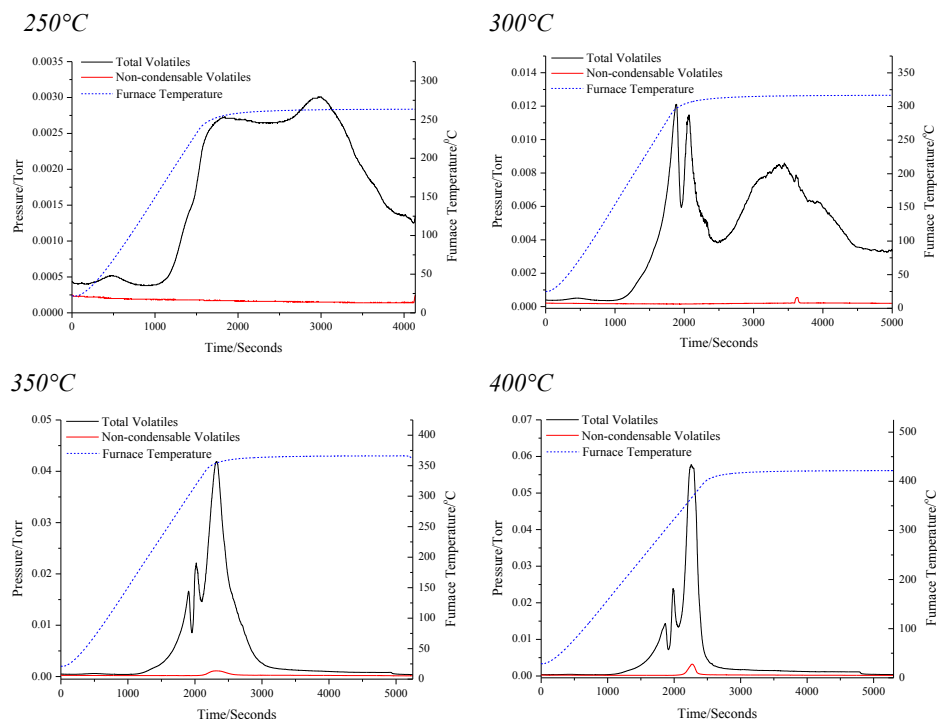 250°C
300°C
0.0035
0.0030
0.0025
0.0020
0.0015
0.0010
0.0005
0.0000
Pressure/Torr
Total Volatiles
Non-condensable Volatiles
Furnace Temperature
300
250
200
150
100
50
0
Furnace Temperature/°C
0
1000
2000
3000
4000
Time/Seconds
0.014
0.012
0.010
0.008
0.006
0.004
0.002
0.000
Pressure/Torr
Total Volatiles
Non-condensable Volatiles
Furnace Temperature
350
300
250
200
150
100
50
0
Furnace Temperature/°C
0
1000
2000
3000
4000
5000
Time/Seconds
350°C
400°C
0.05
0.04
0.03
0.02
0.01
0.00
Pressure/Torr
Total Volatiles
Non-condensable Volatiles
Furnace Temperature
400
350
300
250
200
150
100
50
0
Furnace Temperature/°C
0
1000
2000
3000
4000
5000
Time/Seconds
0.07
0.06
0.05
0.04
0.03
0.02
0.01
0.00
Pressure/Torr
Total Volatiles
Non-condensable Volatiles
Furnace Temperature
500
400
300
200
100
0
Furnace Temperature/°C
0
1000
2000
3000
4000
5000
Time/Seconds